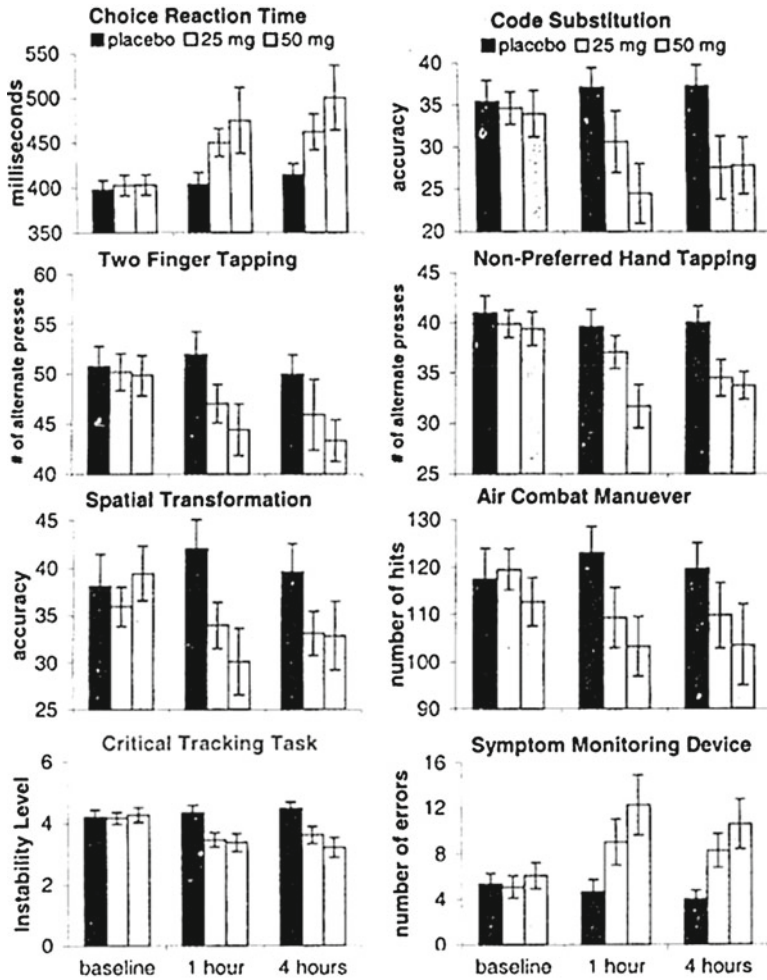 Choice Reaction Time
placebo 25 mg 50 mg
milliseconds
550
500
450
400
350
Code Substitution
placebo 25 mg 50 mg
accuracy
40
35
30
25
20
Two Finger Tapping
# of alternate presses
60
55
50
45
40
Non-Preferred Hand Tapping
# of alternate presses
45
40
35
30
25
Spatial Transformation
accuracy
45
40
35
30
25
Air Combat Manuever
number of hits
130
120
110
100
90
Critical Tracking Task
Instability Level
6
4
2
0
baseline 1 hour 4 hours
Symptom Monitoring Device
number of errors
16
12
8
4
0
baseline 1 hour 4 hours